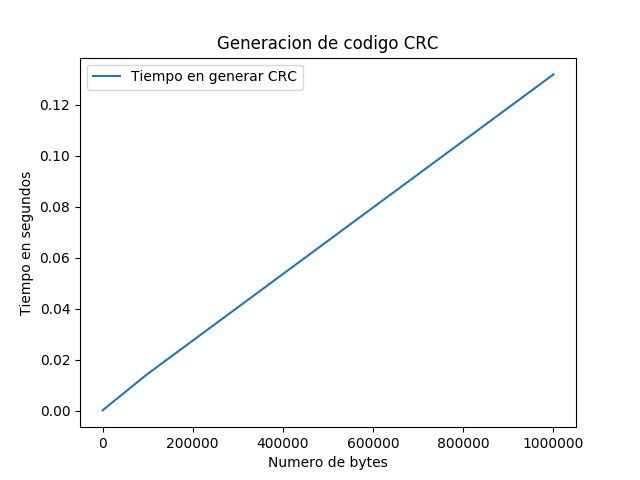 Generacion de codigo CRC
Tiempo en generar CRC
Tiempo en segundos
0.12
0.10
0.08
0.06
0.04
0.02
0.00
0 200000 400000 600000 800000 1000000
Numero de bytes